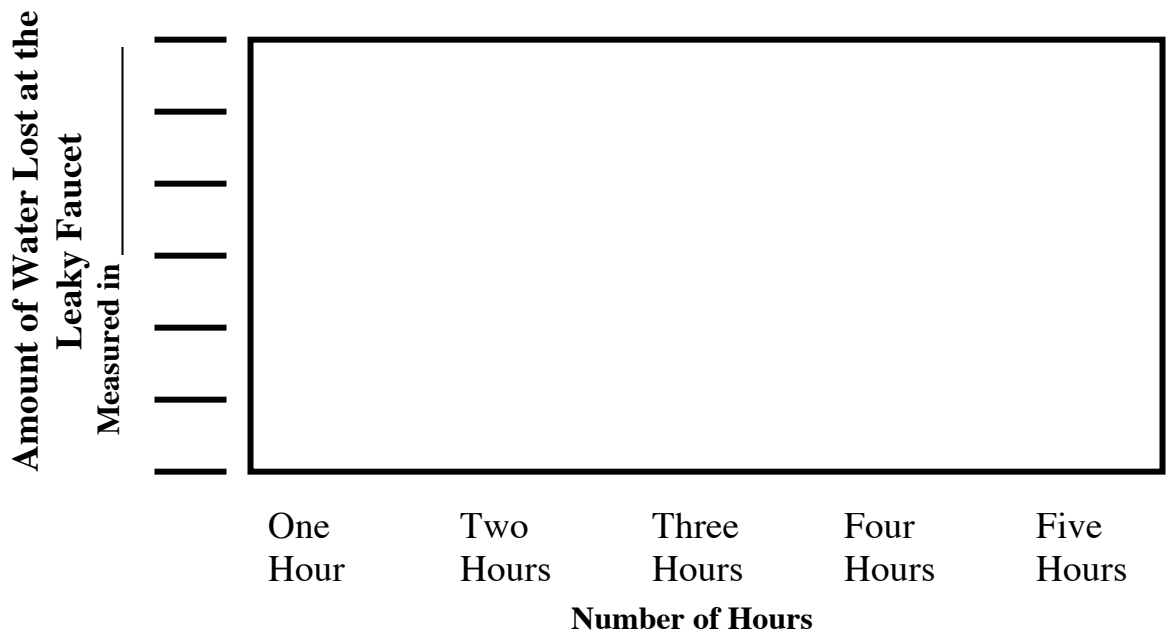 Amount of Water Lost at the
Leaky Faucet
Measured in ______________
One
Hour
Two
Hours
Three
Hours
Four
Hours
Five
Hours
Number of Hours